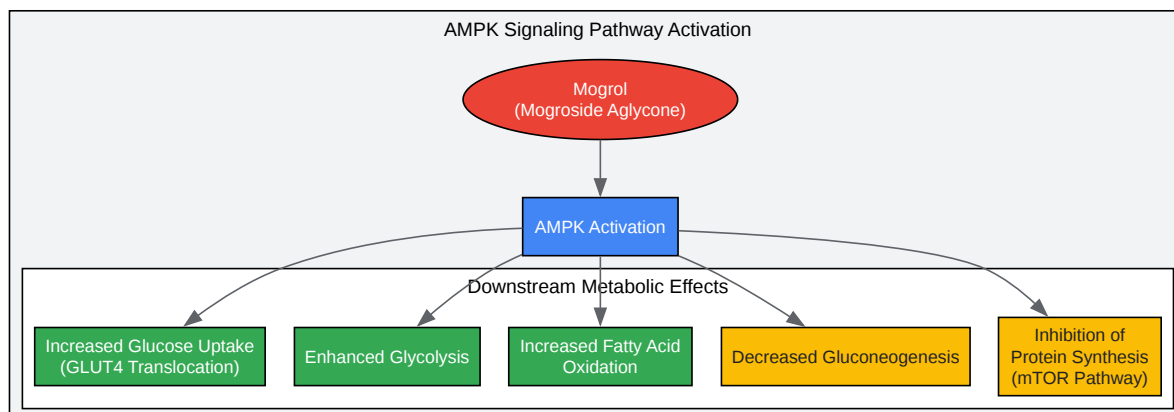 AMPK Signaling Pathway Activation
Mogrol
(Mogroside Aglycone)
AMPK Activation
Downstream Metabolic Effects
Increased Glucose Uptake
(GLUT4 Translocation)
Enhanced Glycolysis
Increased Fatty Acid
Oxidation
Decreased Gluconeogenesis
Inhibition of
Protein Synthesis
(mTOR Pathway)